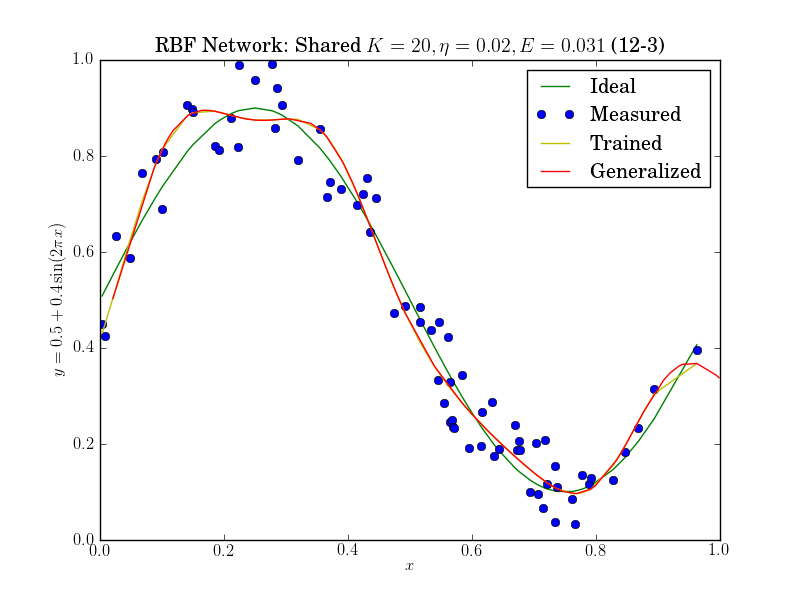 RBF Network: Shared K = 20, η = 0.02, E = 0.031 (12-3)
1.0
0.8
0.6
0.4
0.2
0.0
y = 0.5 + 0.4 sin(2πx)
Ideal
Measured
Trained
Generalized
0.0 0.2 0.4 0.6 0.8 1.0
x